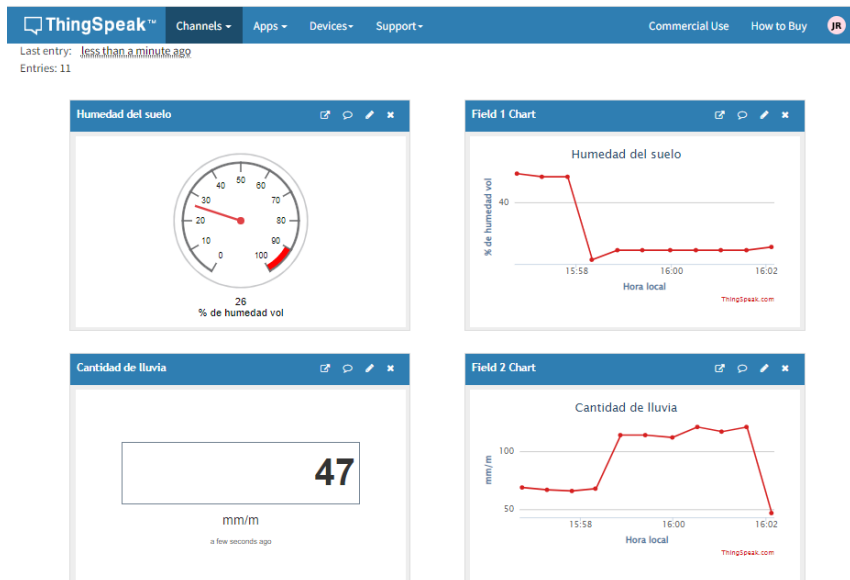 ThingSpeak™ Channels Apps Devices Support Commercial Use How to Buy JR
Last entry: less than a minute ago
Entries: 11
Humedad del suelo
0
10
20
30
40
50
60
70
80
90
100
26
% de humedad vol
Field 1 Chart
Humedad del suelo
% de humedad vol
40
15:58 16:00 16:02
Hora local
ThingSpeak.com
Cantidad de lluvia
47
mm/m
a few seconds ago
Field 2 Chart
Cantidad de lluvia
mm/m
100
50
15:58 16:00 16:02
Hora local
ThingSpeak.com